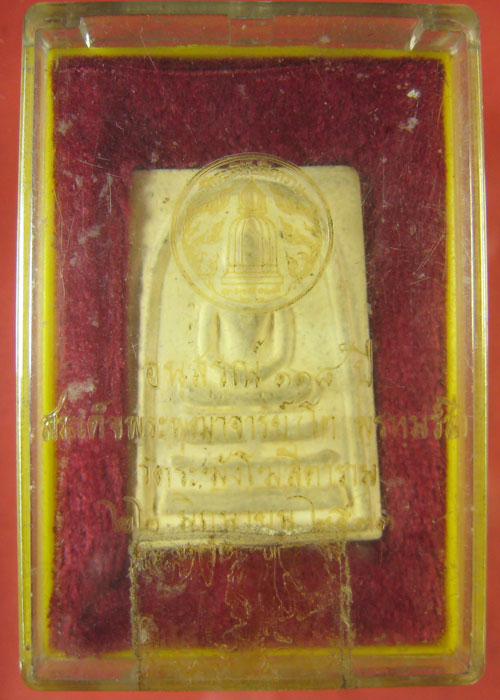 อนุสรณ์ ๑๑๘ ปี
สมเด็จพระพุฒาจารย์ (โต พรหมรังสี)
วัดระฆังโฆสิตาราม
๒๒ มิถุนายน ๒๕๓๓